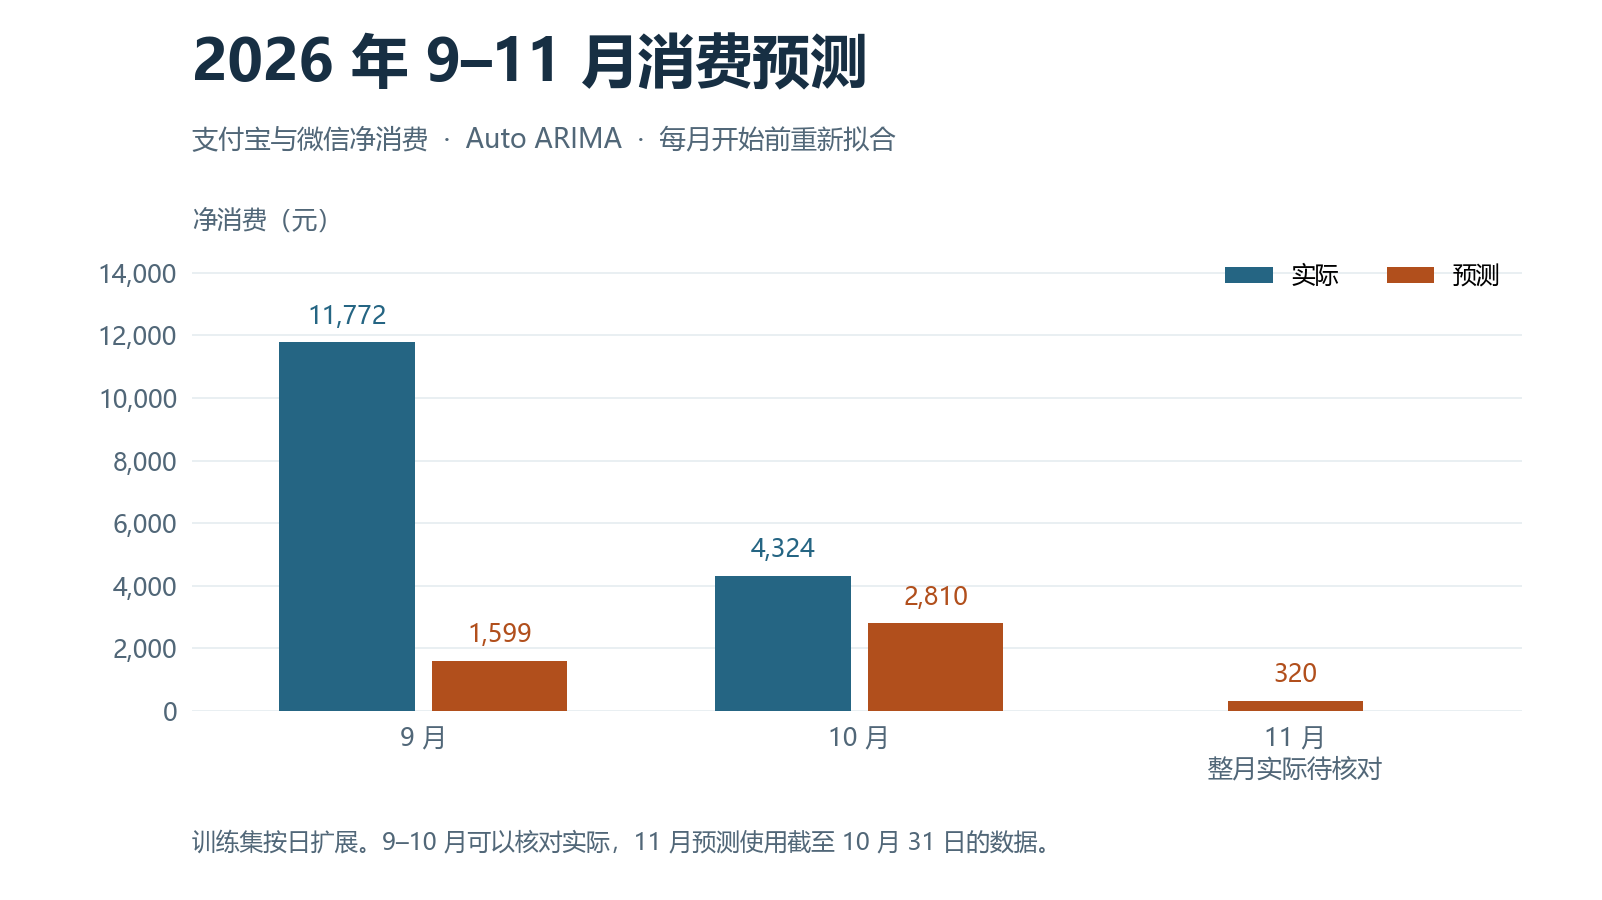 2026 年 9–11 月消费预测
支付宝与微信净消费 · Auto ARIMA · 每月开始前重新拟合
净消费（元）
14,000
实际
预测
11,772
12,000
10,000
8,000
6,000
4,324
4,000
2,810
1,599
2,000
320
0
9 月
10 月
11 月
整月实际待核对
训练集按日扩展。9–10 月可以核对实际，11 月预测使用截至 10 月 31 日的数据。